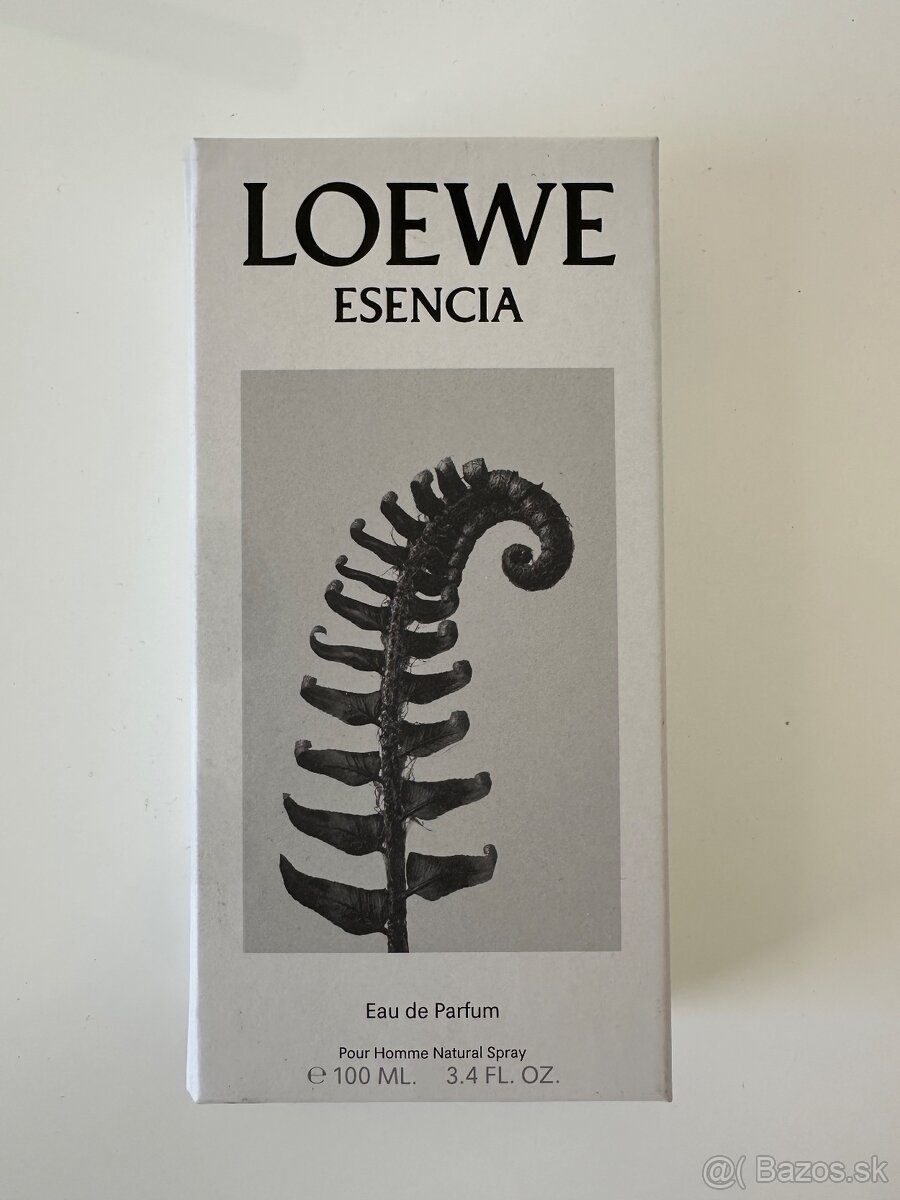 LOEWE
ESENCIA
Eau de Parfum
Pour Homme Natural Spray
℮ 100 ML. 3.4 FL. OZ.
@( Bazos.sk